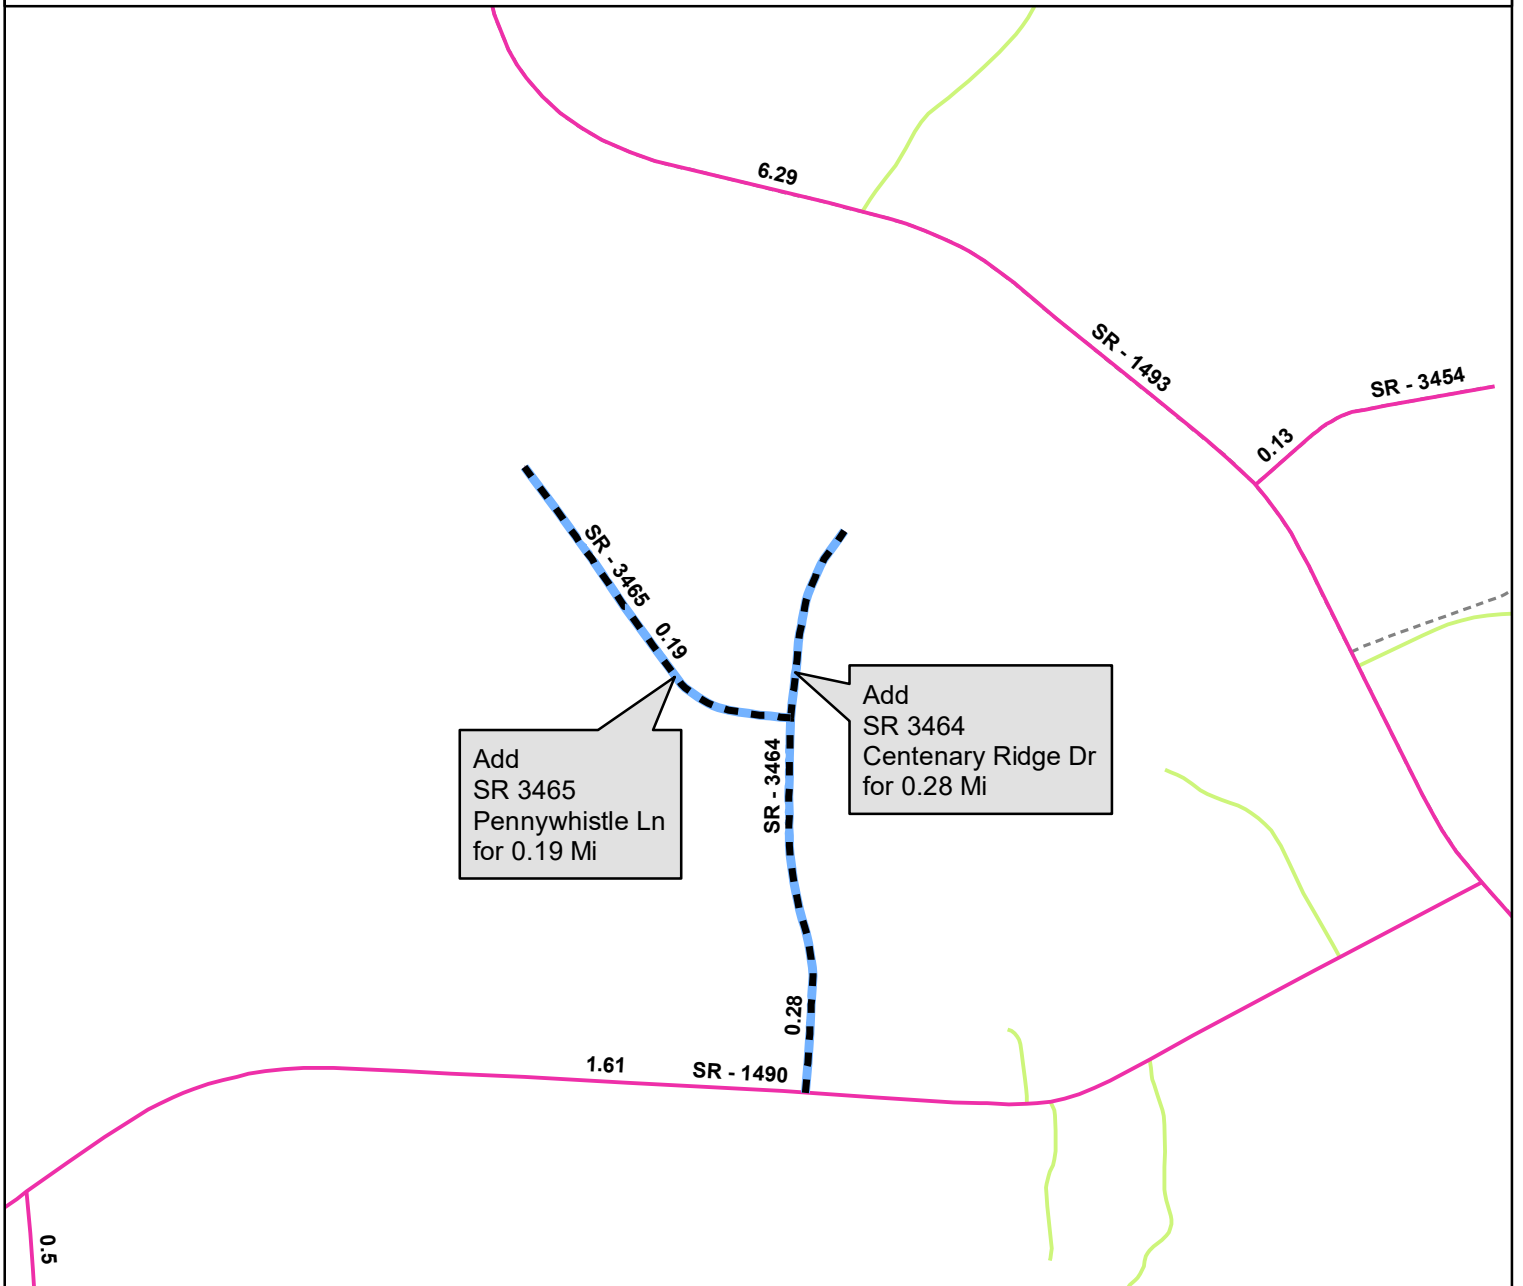 6.29
SR - 1493
SR - 3454
0.13
SR - 3465
0.19
Add
SR 3464
Centenary Ridge Dr
for 0.28 Mi
Add
SR 3465
Pennywhistle Ln
for 0.19 Mi
SR - 3464
0.28
1.61
SR - 1490
0.5